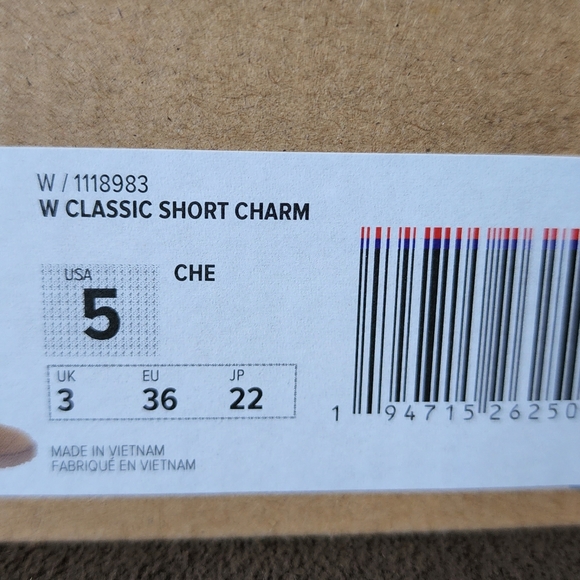 W / 1118983
W CLASSIC SHORT CHARM
USA
CHE
5
UK EU JP
3 36 22
1 94715 26250
MADE IN VIETNAM
FABRIQUÉ EN VIETNAM